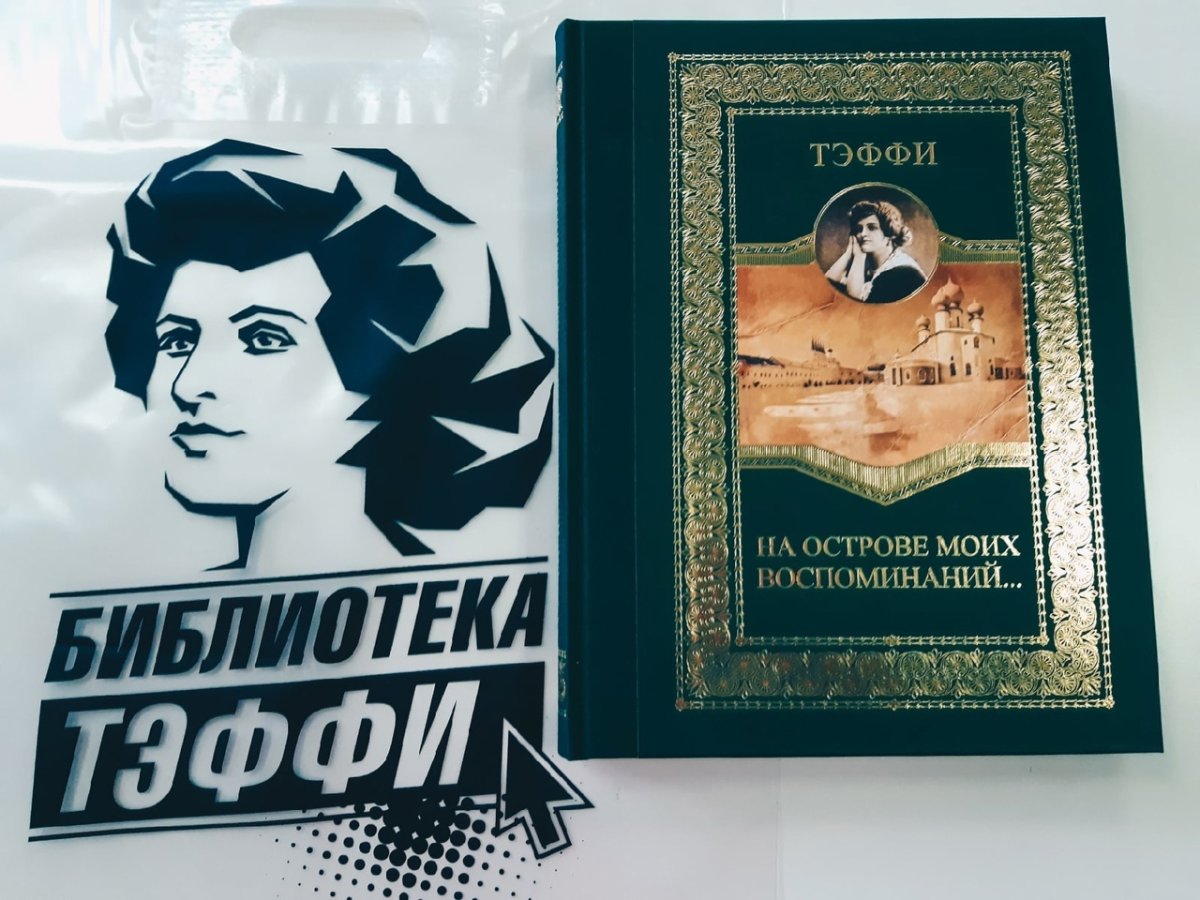 БИБЛИОТЕКА
ТЭФФИ
ТЭФФИ
НА ОСТРОВЕ МОИХ
ВОСПОМИНАНИЙ...